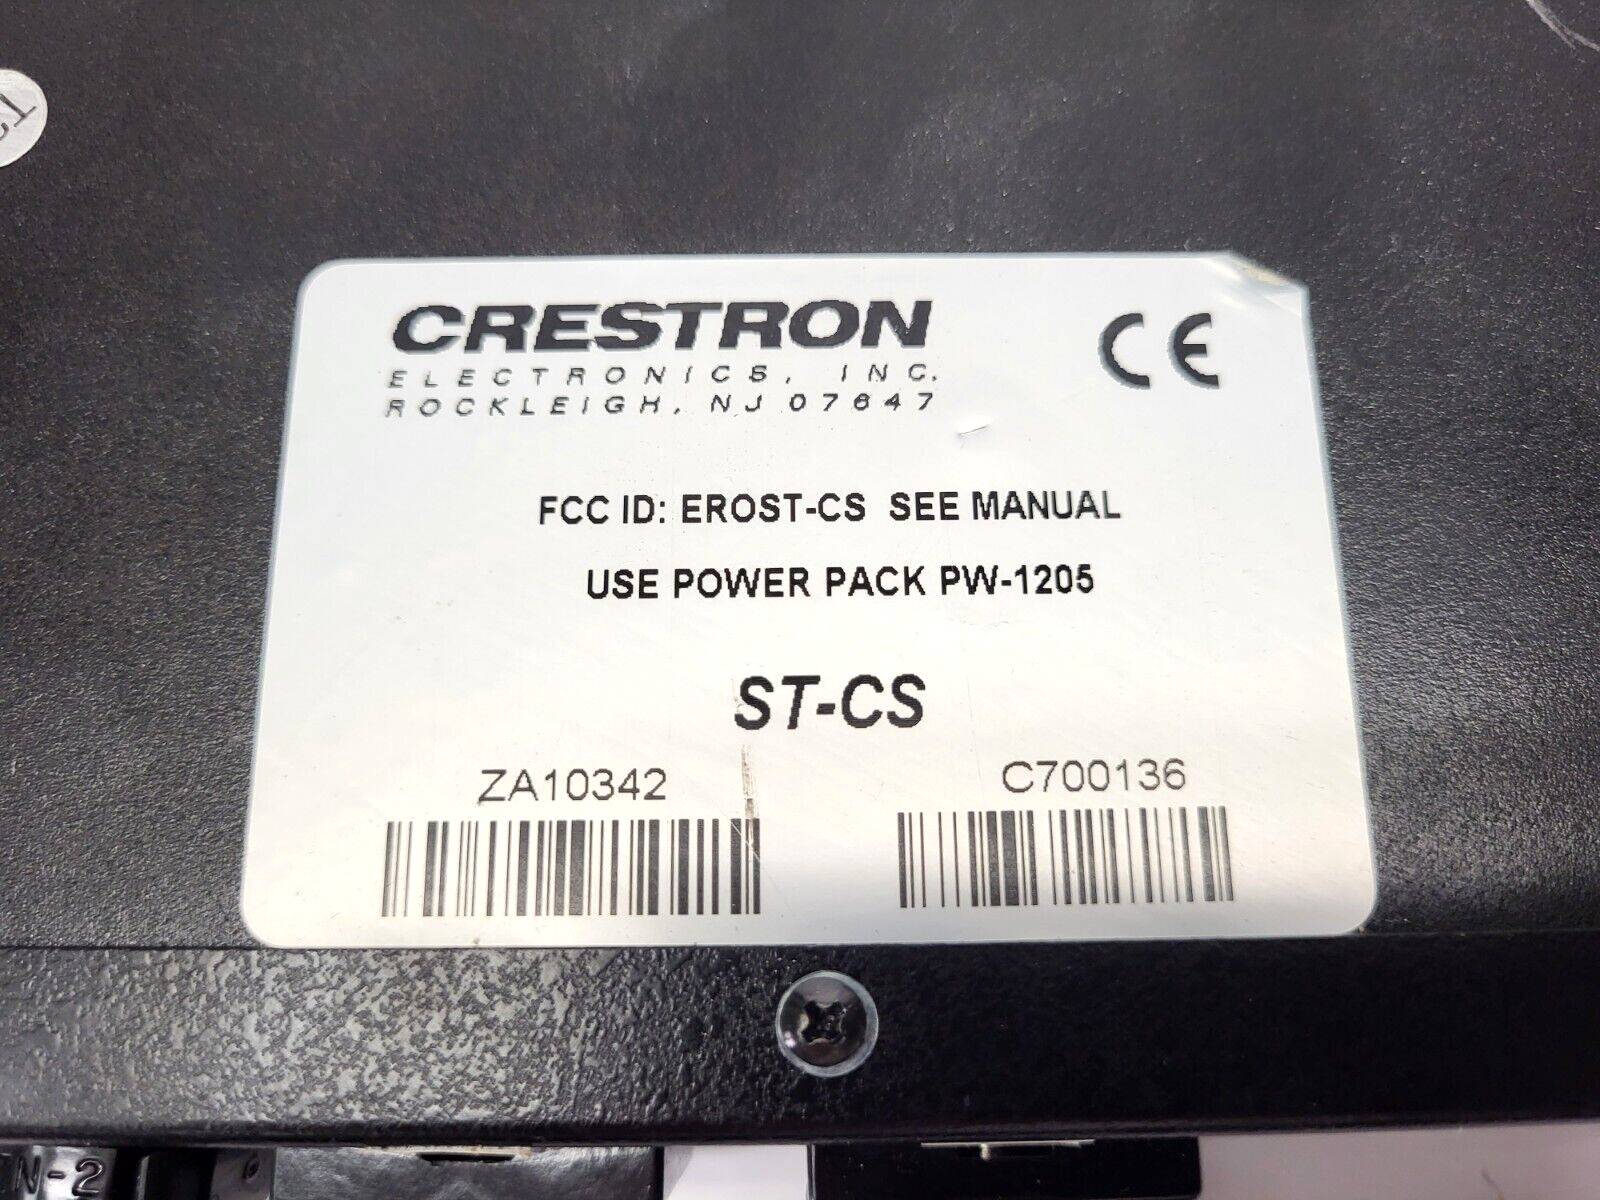 CRESTRON
ELECTRONICS, INC.
ROCKLEIGH, NJ 07647
CE
FCC ID: EROST-CS SEE MANUAL
USE POWER PACK PW-1205
ST-CS
ZA10342
C700136
N-2